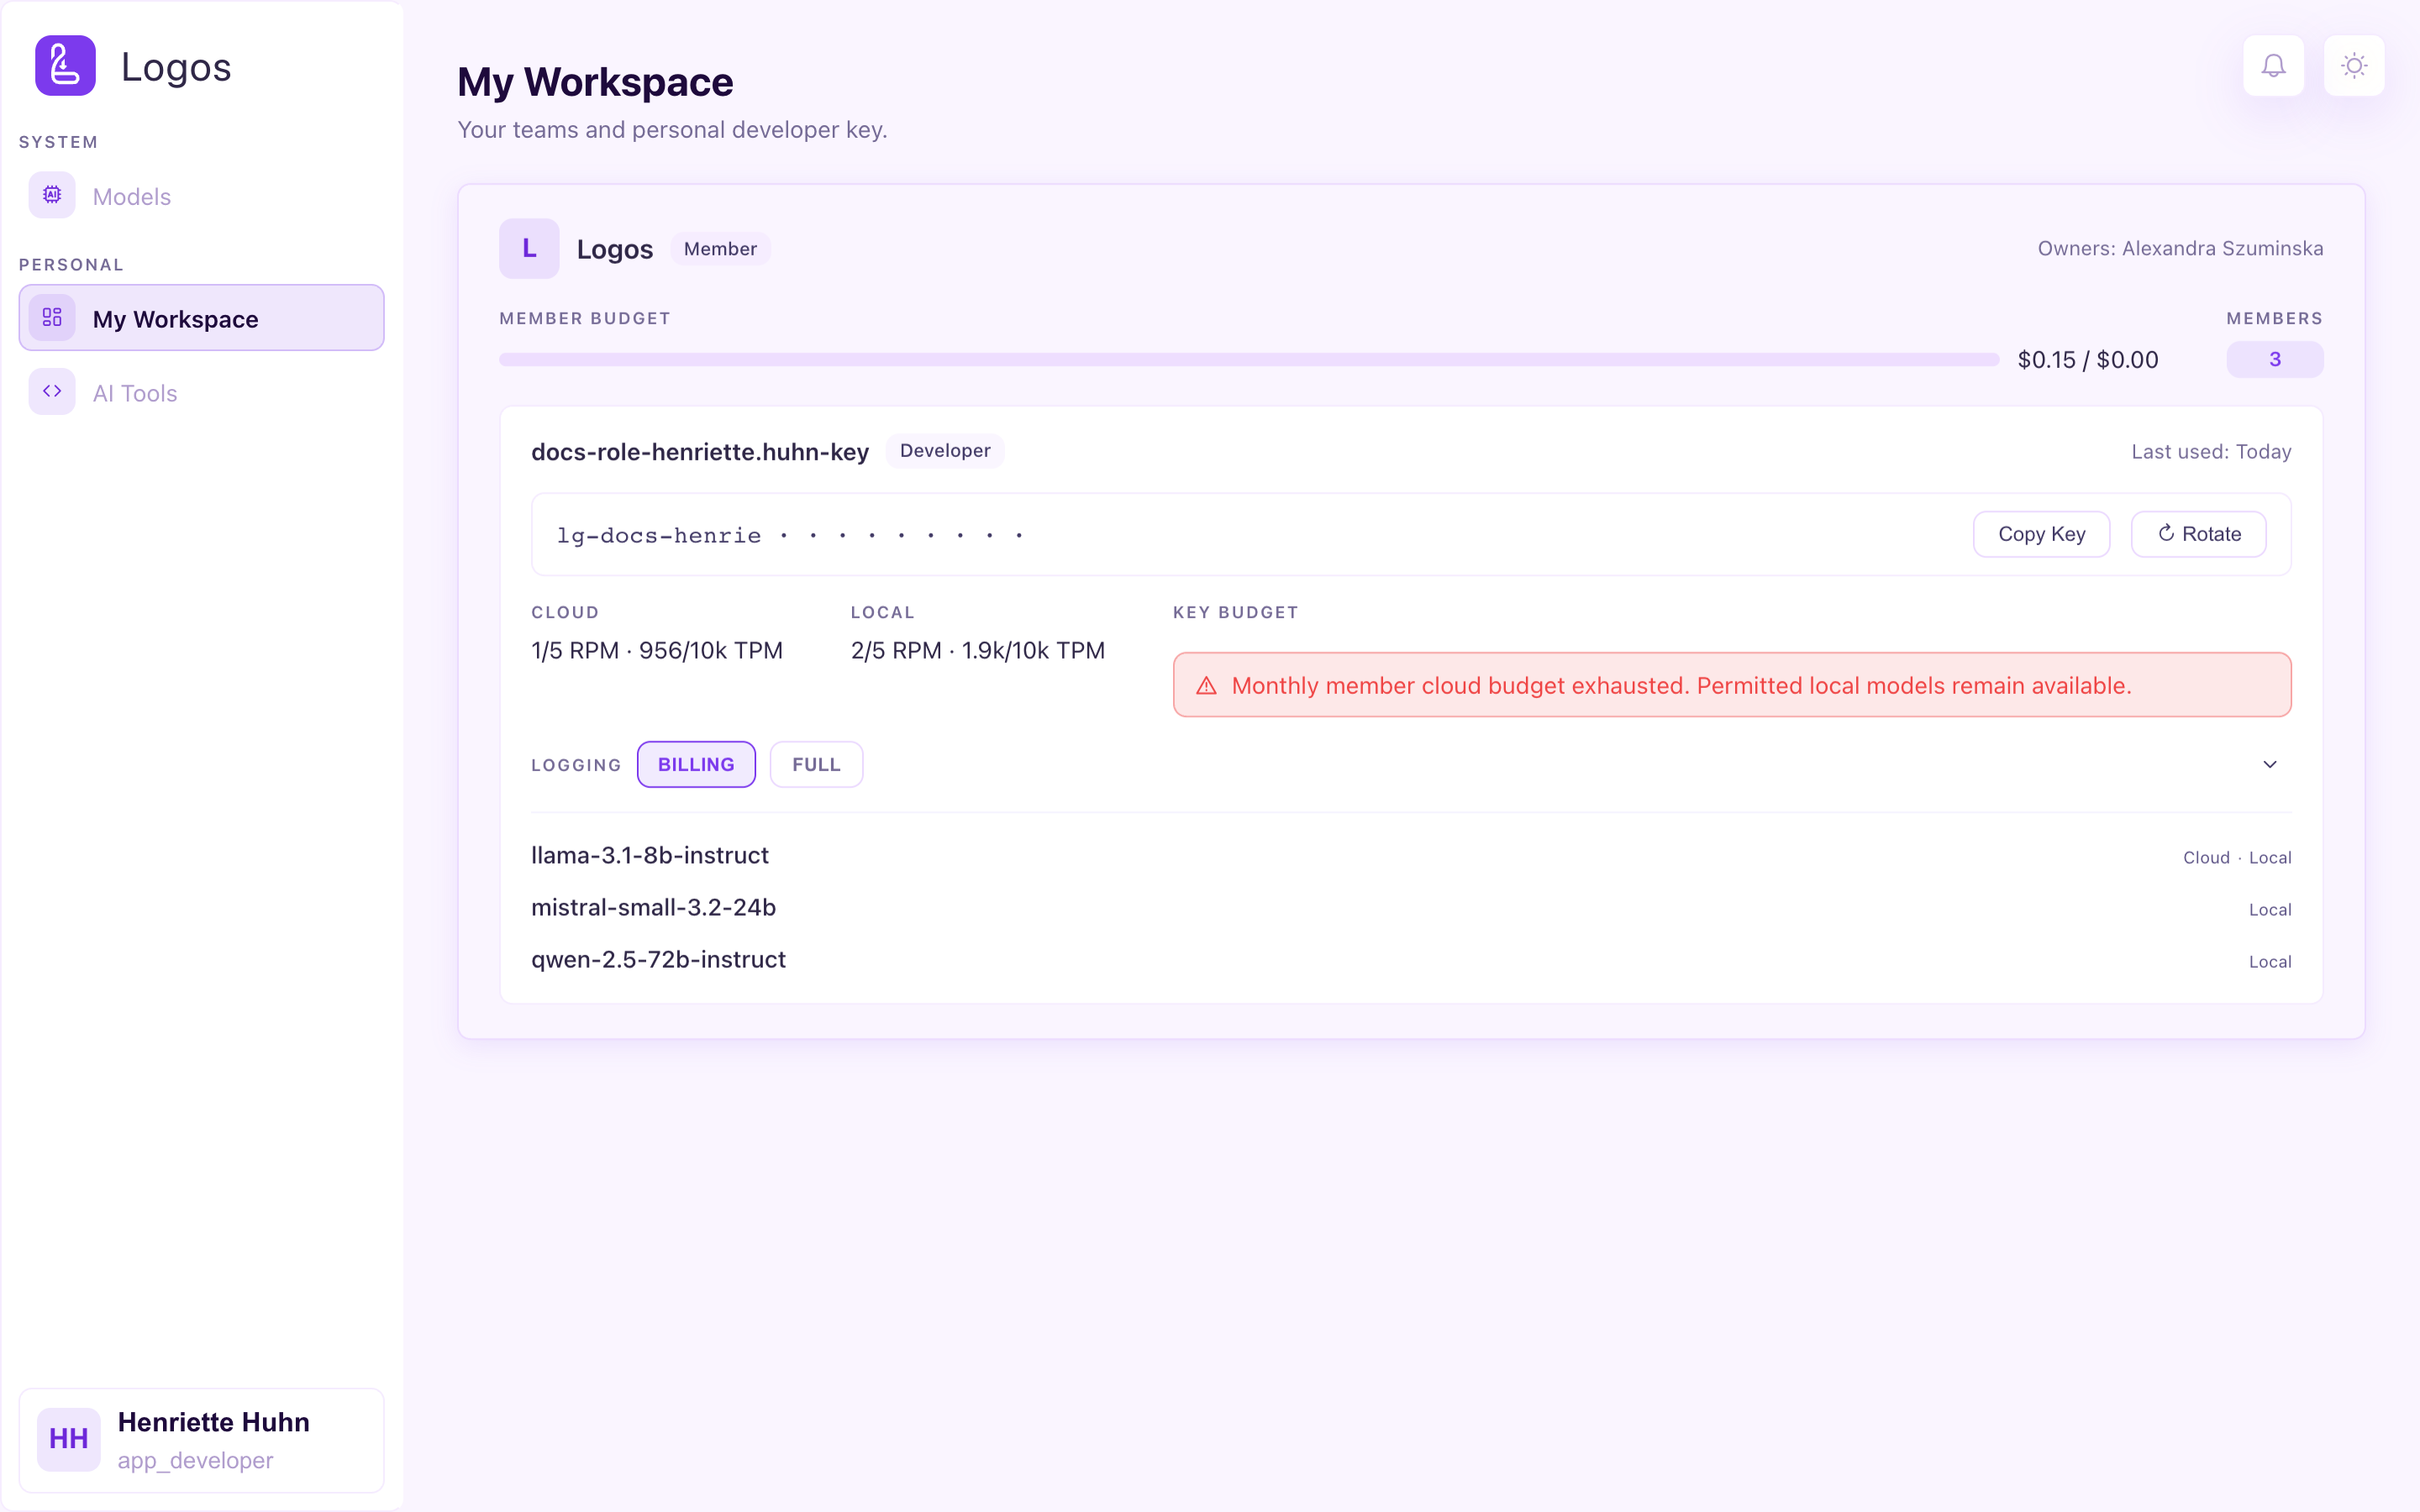 Logos
SYSTEM
Models
PERSONAL
My Workspace
AI Tools
HH
Henriette Huhn
app_developer
My Workspace
Your teams and personal developer key.
L
Logos
Member
Owners: Alexandra Szuminska
MEMBER BUDGET
MEMBERS
$0.15 / $0.00
3
docs-role-henriette.huhn-key
Developer
Last used: Today
lg-docs-henrie • • • • • • • • •
Copy Key
Rotate
CLOUD
LOCAL
KEY BUDGET
1/5 RPM · 956/10k TPM
2/5 RPM · 1.9k/10k TPM
Monthly member cloud budget exhausted. Permitted local models remain available.
LOGGING
BILLING
FULL
llama-3.1-8b-instruct
Cloud · Local
mistral-small-3.2-24b
Local
qwen-2.5-72b-instruct
Local